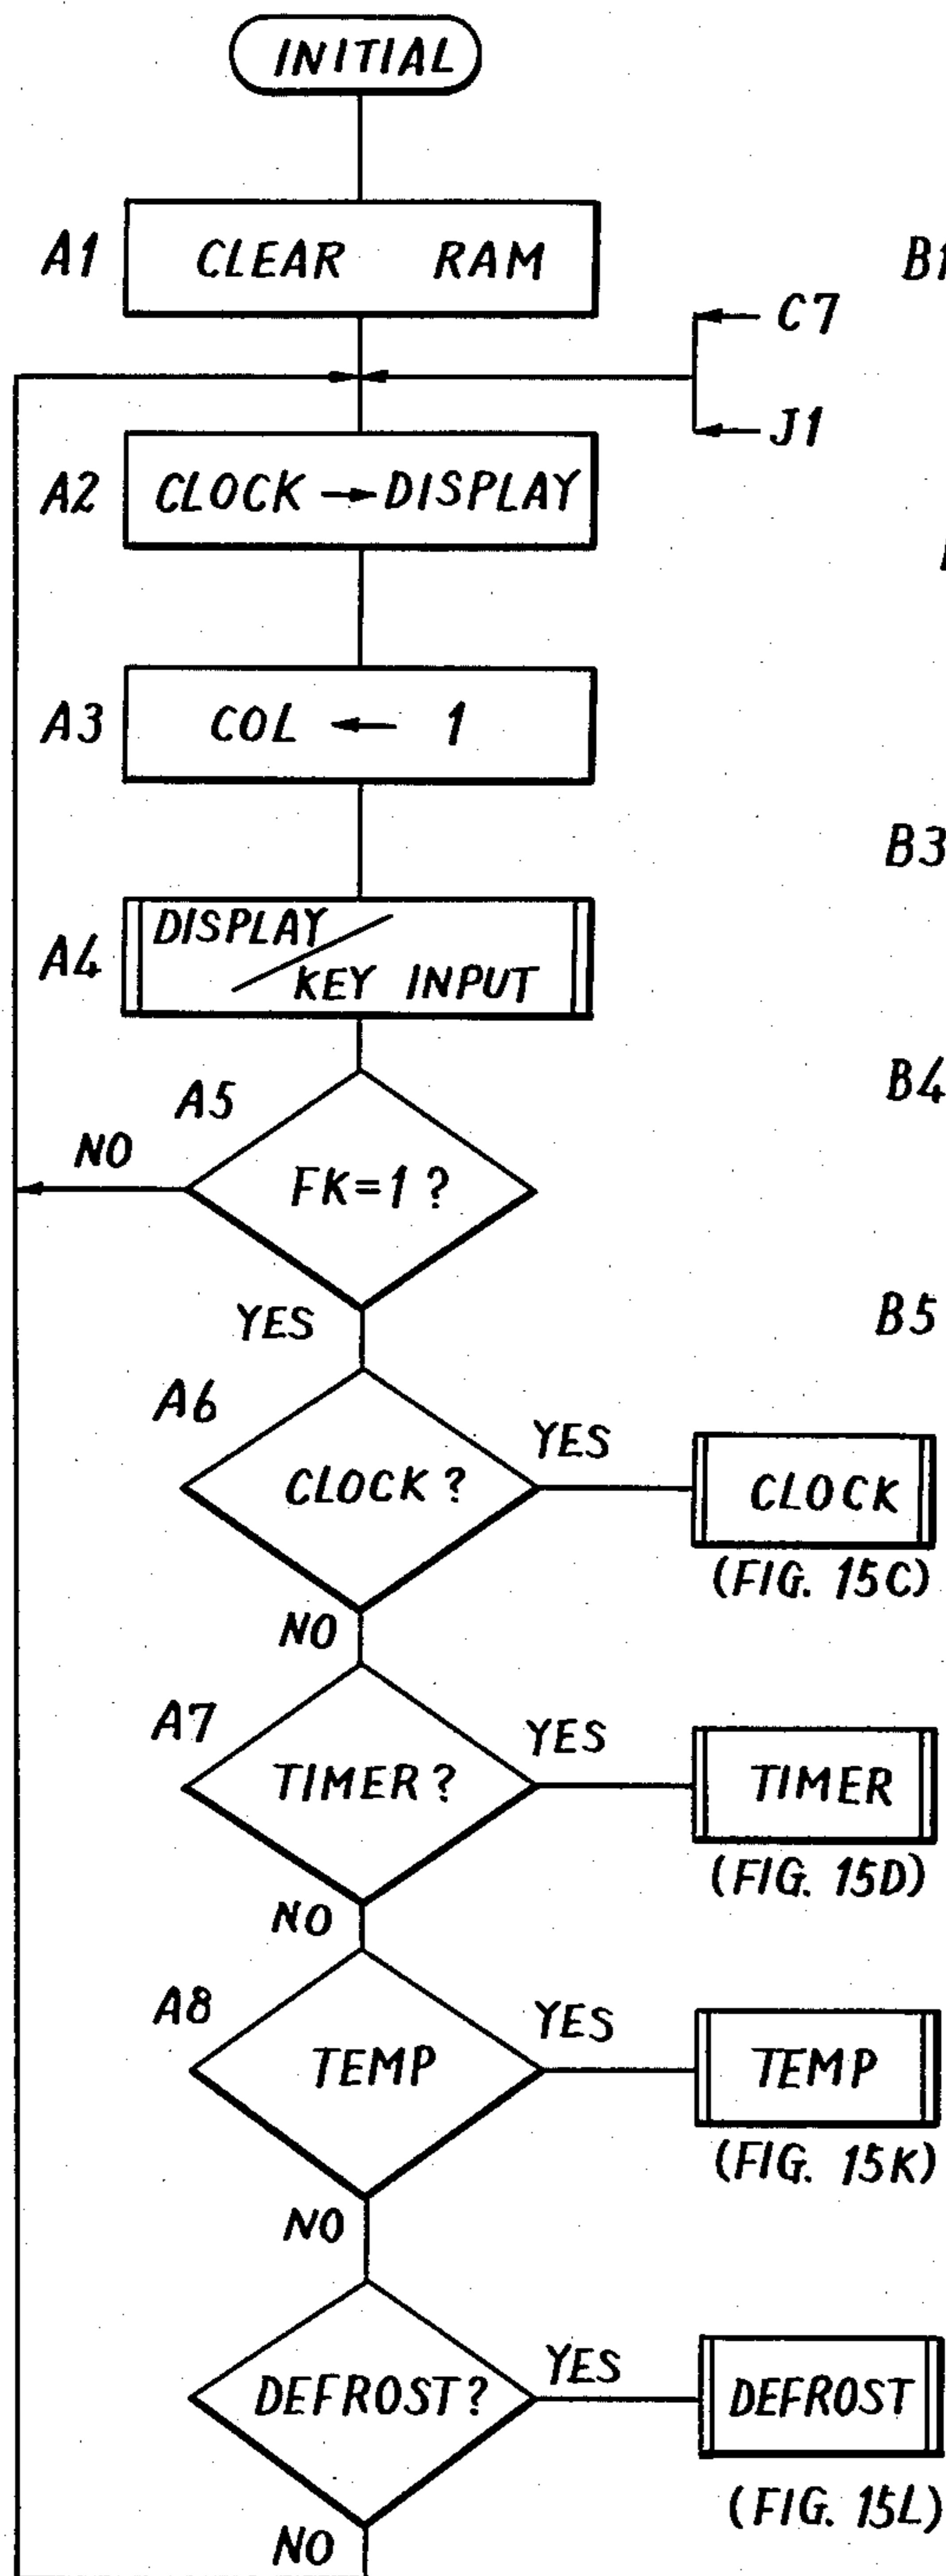 INITIAL
A1 CLEAR RAM
B1
C7
J1
A2 CLOCK → DISPLAY
A3 COL ← 1
B3
A4 DISPLAY / KEY INPUT
B4
A5
NO
FK=1?
YES
B5
A6
CLOCK? YES CLOCK
(FIG. 15C)
NO
A7
TIMER? YES TIMER
(FIG. 15D)
NO
A8
TEMP YES TEMP
(FIG. 15K)
NO
DEFROST? YES DEFROST
(FIG. 15L)
NO